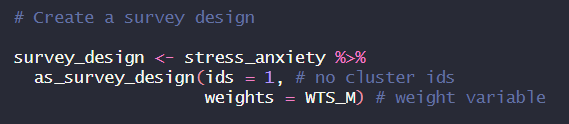 # Create a survey design
survey_design <- stress_anxiety %>%
as_survey_design(ids = 1, # no cluster ids
weights = WTS_M) # weight variable